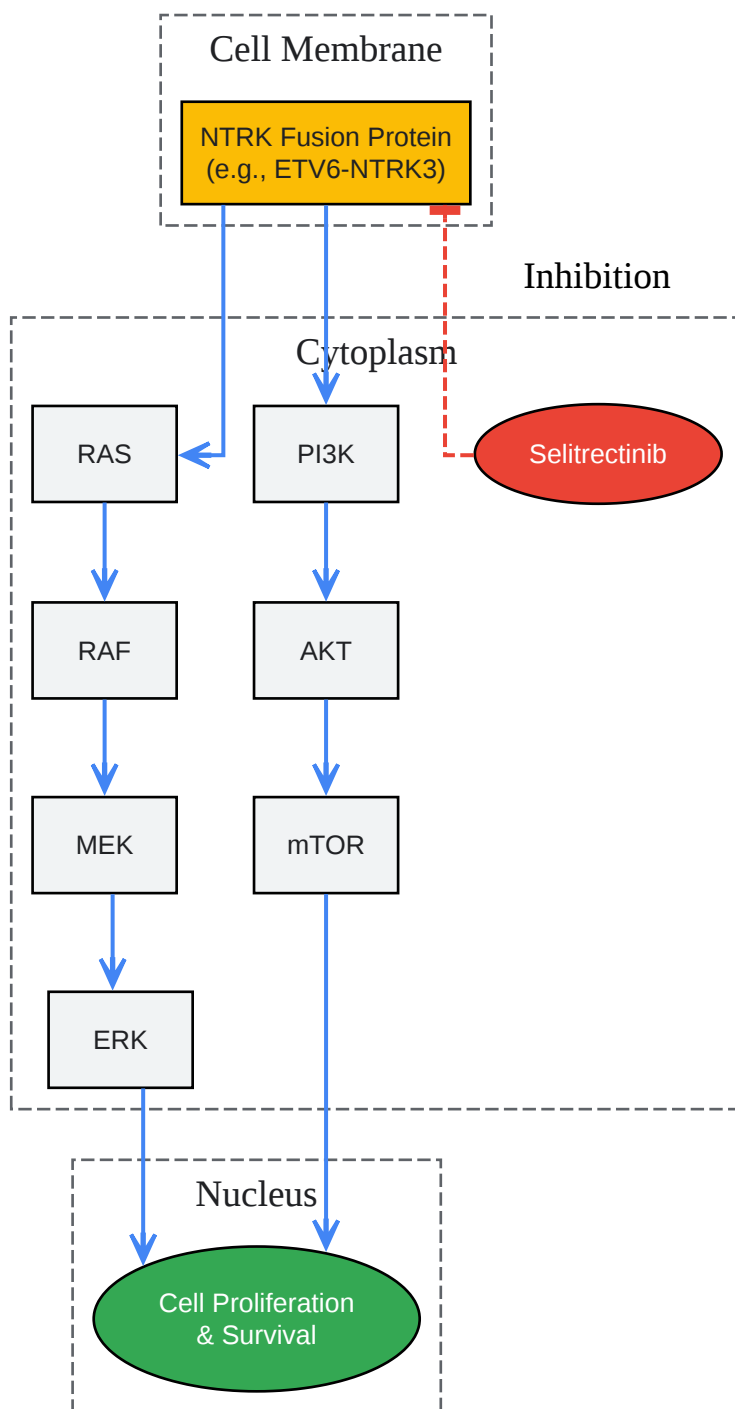 Cell Membrane
NTRK Fusion Protein
(e.g., ETV6-NTRK3)
Inhibition
Cytoplasm
RAS
PI3K
Selitrectinib
RAF
AKT
MEK
mTOR
ERK
Nucleus
Cell Proliferation
& Survival